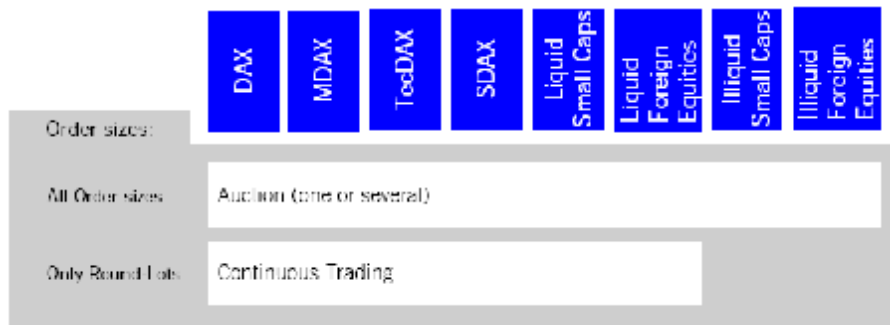 DAX
MDAX
TecDAX
SDAX
Liquid
Small Caps
Liquid
Foreign
Equities
Illiquid
Small Caps
Illiquid
Foreign
Equities
Order sizes:
All Order sizes
Auction (one or several)
Only Round Lots
Continuous Trading